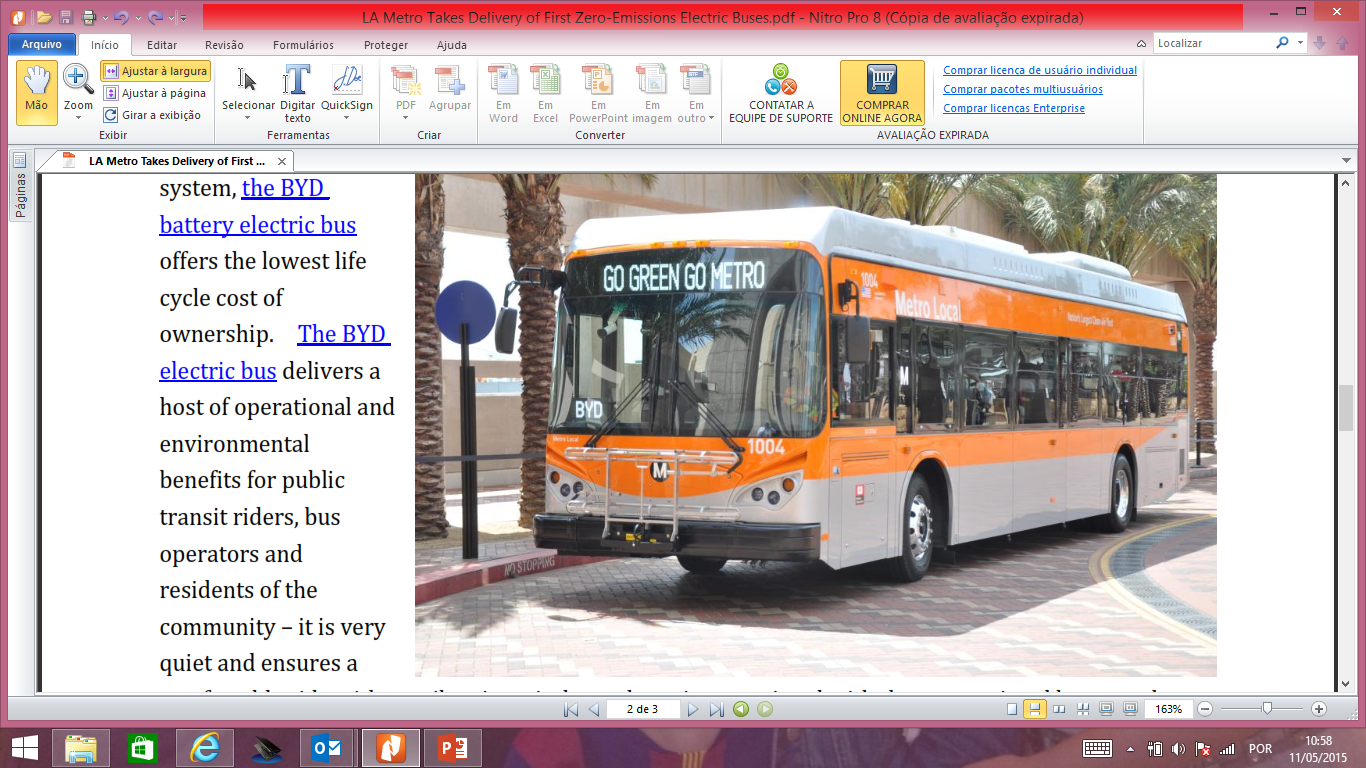 LA Metro Takes Delivery of First Zero-Emissions Electric Buses.pdf - Nitro Pro 8 (Cópia de avaliação expirada)
Arquivo Início Editar Revisão Formulários Proteger Ajuda
Localizar
Mão
Zoom
Ajustar à largura
Ajustar à página
Girar a exibição
Exibir
Selecionar
Digitar texto
QuickSign
Ferramentas
PDF
Agrupar
Criar
Em Word
Em Excel
Em PowerPoint
Em imagem
Em outro
Converter
CONTATAR A
EQUIPE DE SUPORTE
COMPRAR
ONLINE AGORA
Comprar licença de usuário individual
Comprar pacotes multiusuários
Comprar licenças Enterprise
AVALIAÇÃO EXPIRADA
LA Metro Takes Delivery of First ...
Páginas
system, the BYD
battery electric bus
offers the lowest life
cycle cost of
ownership. The BYD
electric bus delivers a
host of operational and
environmental
benefits for public
transit riders, bus
operators and
residents of the
community – it is very
quiet and ensures a
GO GREEN GO METRO
1004
Metro Local
M
BYD
Metro Local
1004
M
NO STOPPING
2 de 3
163%
POR
10:58
11/05/2015